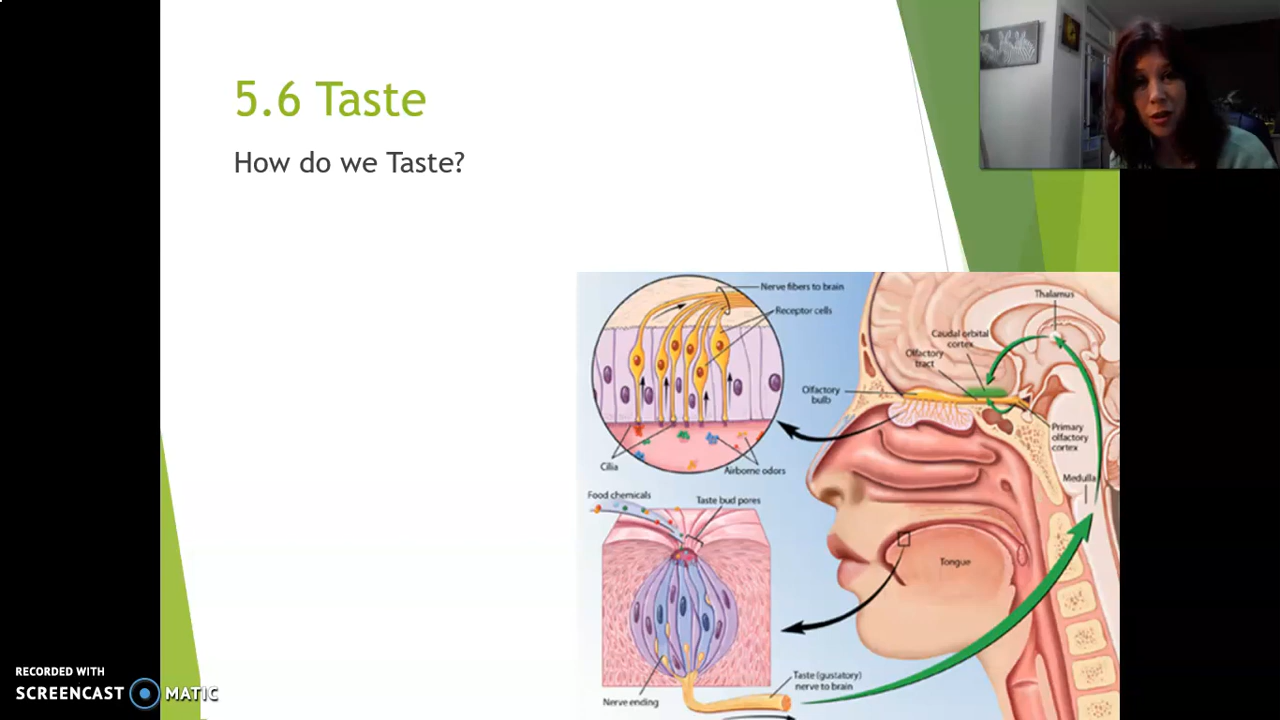 5.6 Taste
How do we Taste?
Nerve fibers to brain
Receptor cells
Cilia
Airborne odors
Thalamus
Caudal orbital
cortex
Olfactory
tract
Olfactory
bulb
Primary
olfactory
cortex
Medulla
Food chemicals
Taste bud pores
Tongue
Nerve ending
Taste (gustatory)
nerve to brain
RECORDED WITH
SCREENCAST MATIC